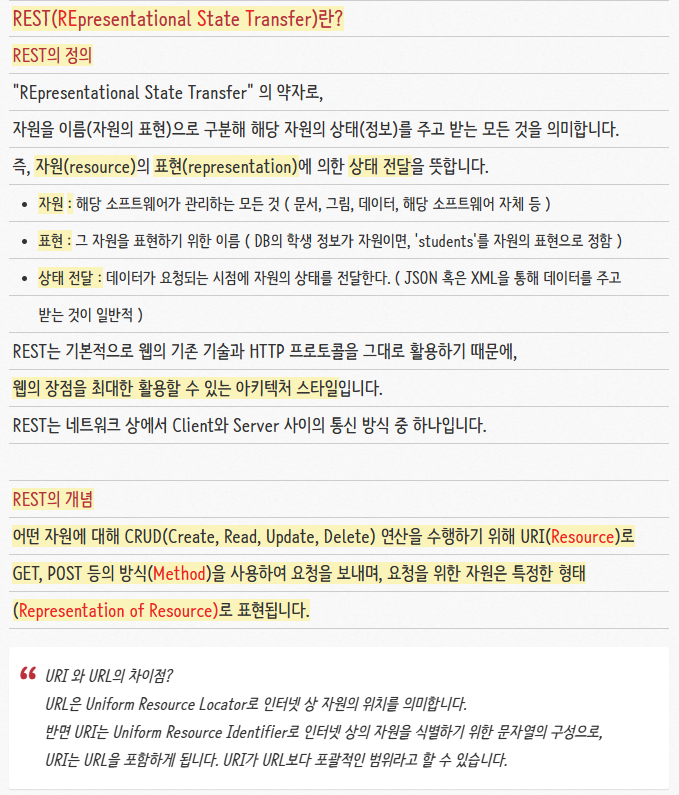 REST(REpresentational State Transfer)란?
REST의 정의
"REpresentational State Transfer" 의 약자로,
자원을 이름(자원의 표현)으로 구분해 해당 자원의 상태(정보)를 주고 받는 모든 것을 의미합니다.
즉, 자원(resource)의 표현(representation)에 의한 상태 전달을 뜻합니다.
• 자원 : 해당 소프트웨어가 관리하는 모든 것 ( 문서, 그림, 데이터, 해당 소프트웨어 자체 등 )
• 표현 : 그 자원을 표현하기 위한 이름 ( DB의 학생 정보가 자원이면, 'students'를 자원의 표현으로 정함 )
• 상태 전달 : 데이터가 요청되는 시점에 자원의 상태를 전달한다. ( JSON 혹은 XML을 통해 데이터를 주고
받는 것이 일반적 )
REST는 기본적으로 웹의 기존 기술과 HTTP 프로토콜을 그대로 활용하기 때문에,
웹의 장점을 최대한 활용할 수 있는 아키텍처 스타일입니다.
REST는 네트워크 상에서 Client와 Server 사이의 통신 방식 중 하나입니다.
REST의 개념
어떤 자원에 대해 CRUD(Create, Read, Update, Delete) 연산을 수행하기 위해 URI(Resource)로
GET, POST 등의 방식(Method)을 사용하여 요청을 보내며, 요청을 위한 자원은 특정한 형태
(Representation of Resource)로 표현됩니다.
“ URI 와 URL의 차이점?
URL은 Uniform Resource Locator로 인터넷 상 자원의 위치를 의미합니다.
반면 URI는 Uniform Resource Identifier로 인터넷 상의 자원을 식별하기 위한 문자열의 구성으로,
URI는 URL을 포함하게 됩니다. URI가 URL보다 포괄적인 범위라고 할 수 있습니다.